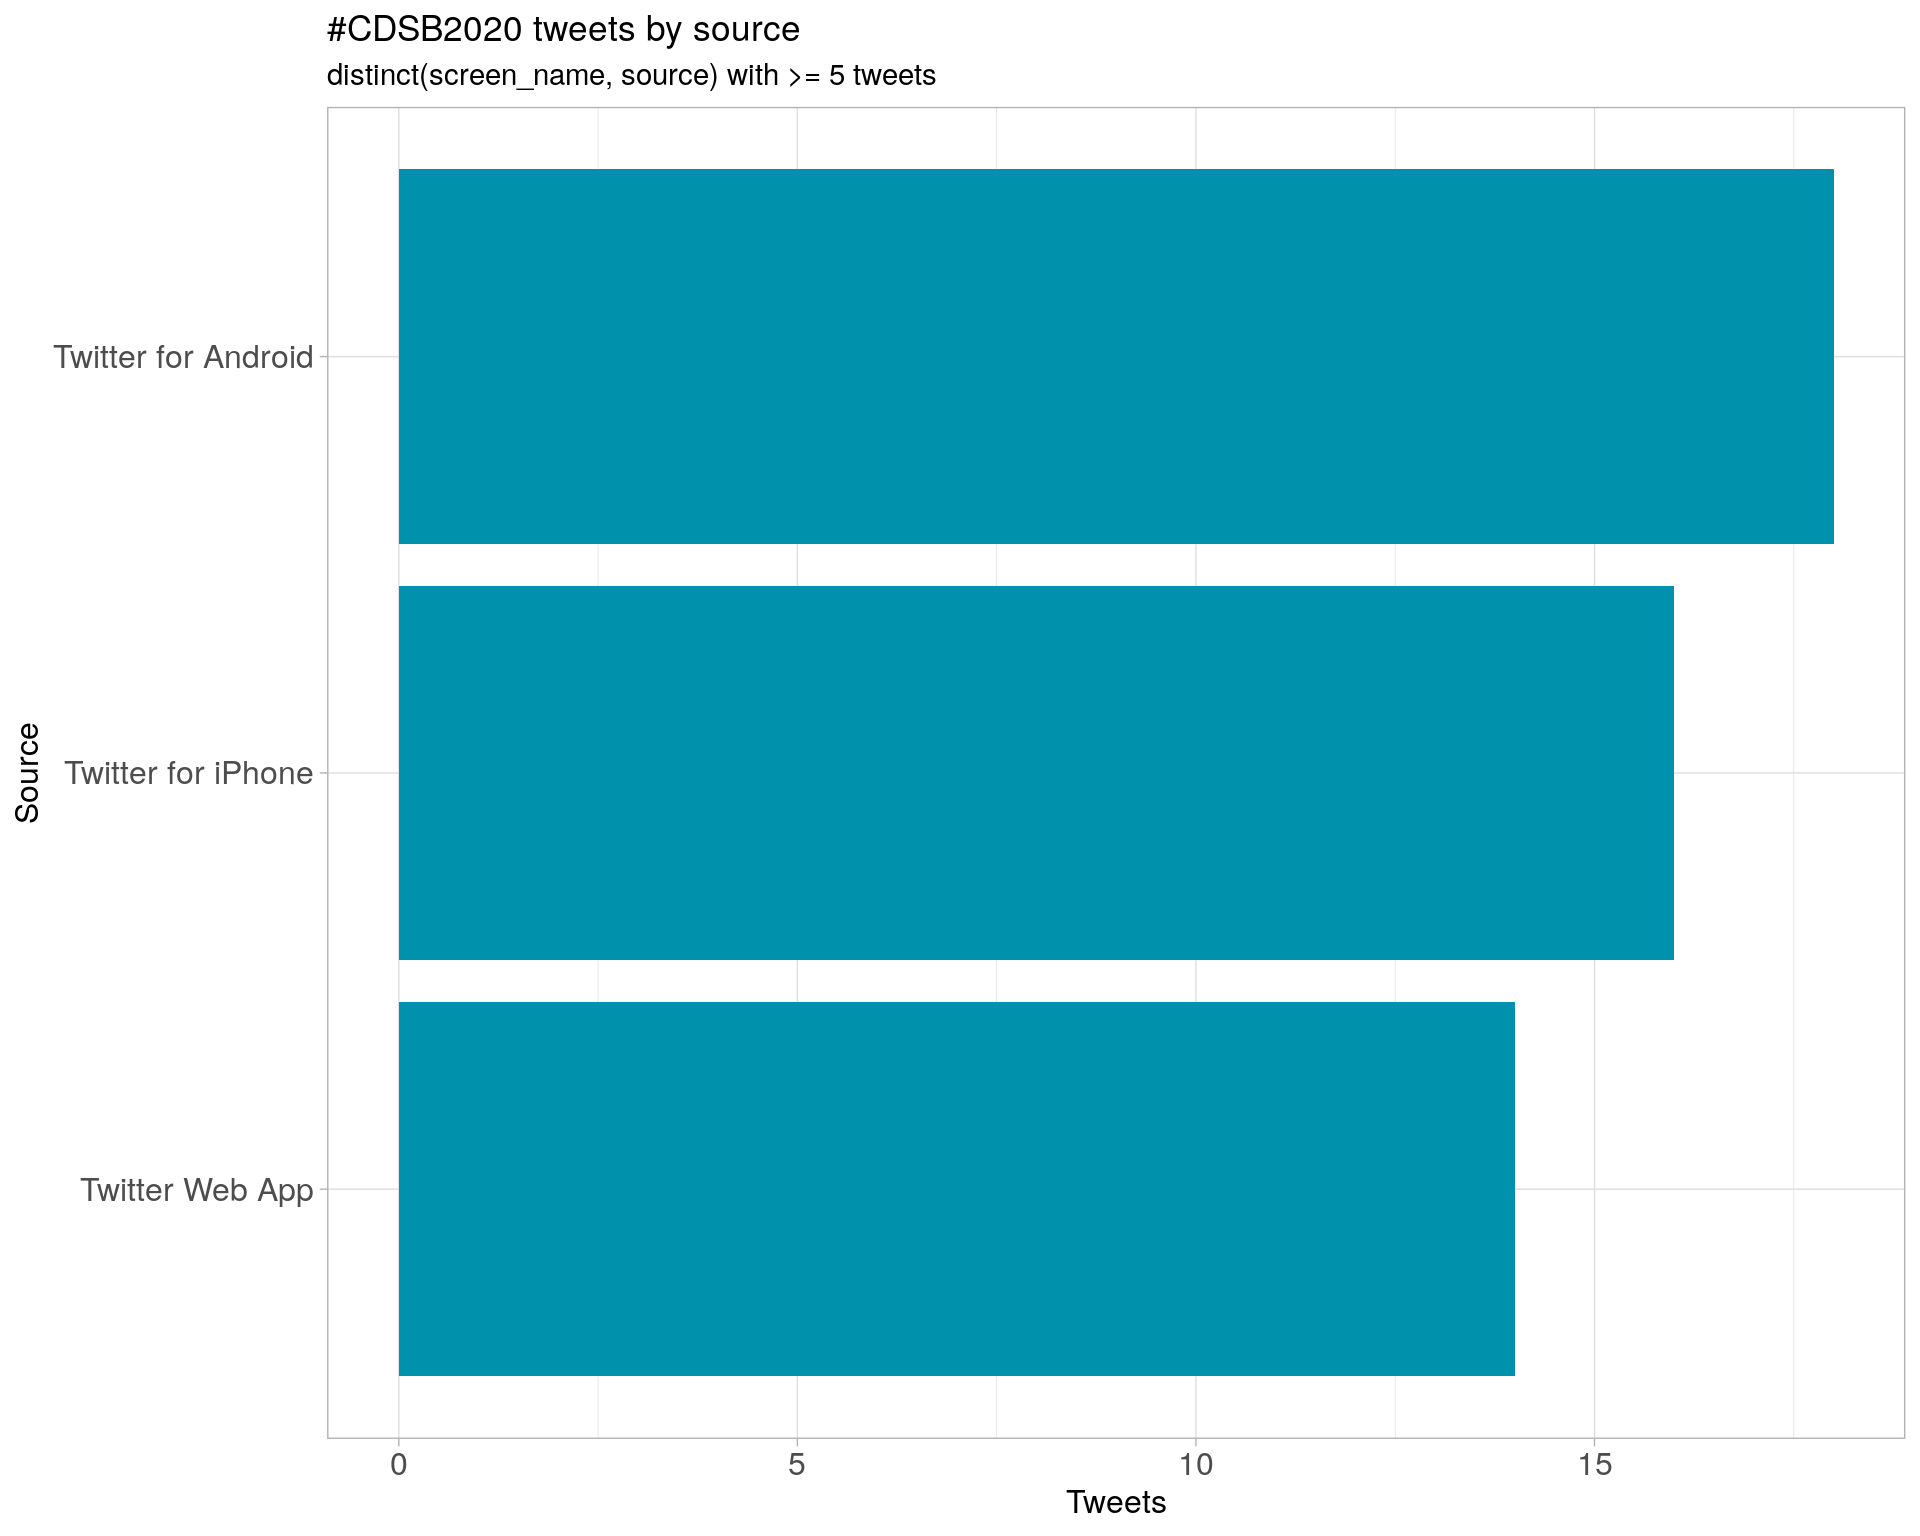 #CDSB2020 tweets by source
distinct(screen_name, source) with >= 5 tweets
Source
Twitter for Android
Twitter for iPhone
Twitter Web App
0 5 10 15
Tweets